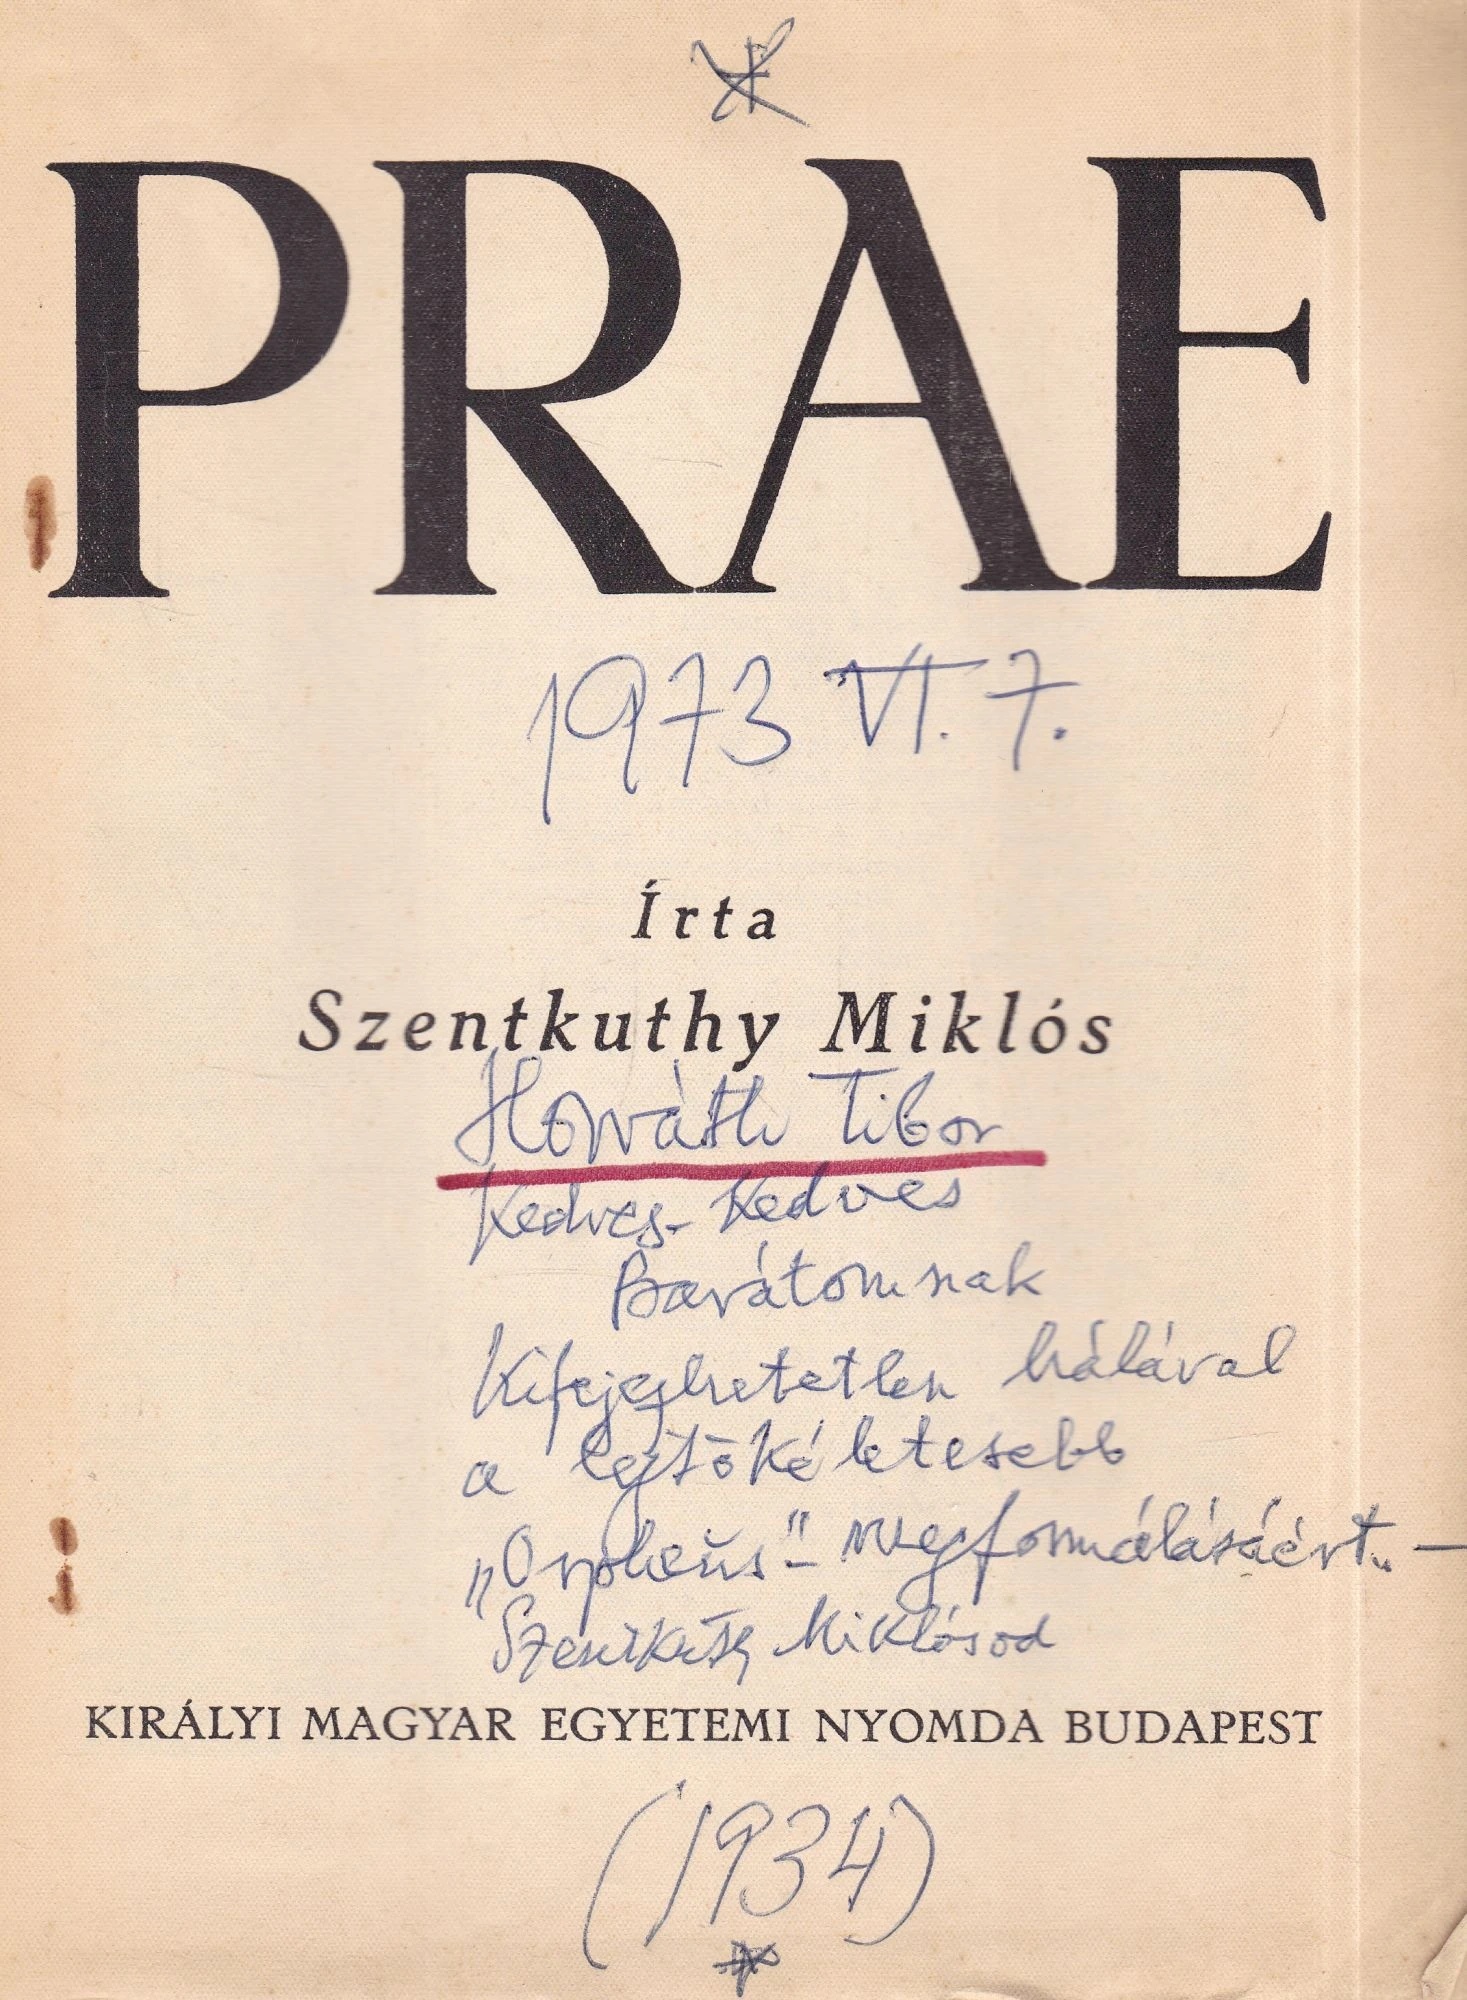 PRAE
1973 VI. 7.
Írta
Szentkuthy Miklós
Horváth Tibor
Kedves-Kedves
Barátomnak
Kifejezhetetlen hálával
a legtökéletesebb
„Orpheüs"- megformálásáért.. —
Szentkuthy Miklósod
KIRÁLYI MAGYAR EGYETEMI NYOMDA BUDAPEST
(1934)